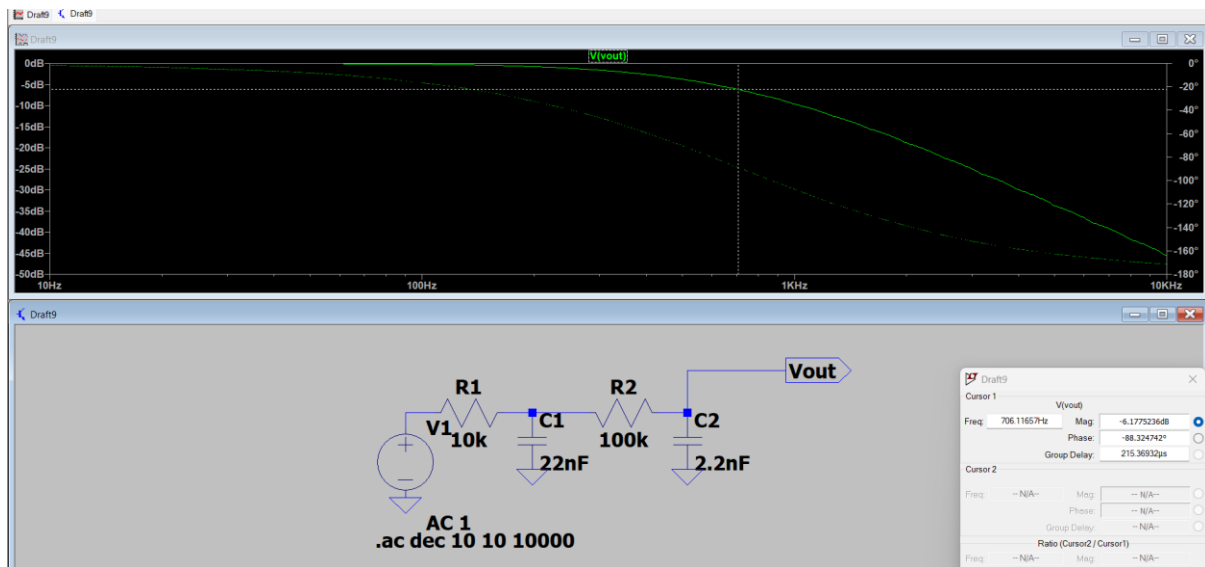 Draft9 Draft9
Draft9
V(vout)
0dB 0°
-5dB -20°
-10dB -40°
-15dB -60°
-20dB -80°
-25dB -100°
-30dB -120°
-35dB -140°
-40dB -160°
-45dB -180°
-50dB
10Hz 100Hz 1KHz 10KHz
Draft9
Vout
R1 R2
V1 C1 C2
10k 100k
22nF 2.2nF
AC 1
.ac dec 10 10 10000
Draft9
Cursor 1
V(vout)
Freq: 706.11657Hz Mag: -6.1775236dB
Phase: -88.324742°
Group Delay: 215.36932µs
Cursor 2
Freq: -- N/A-- Mag: -- N/A--
Phase: -- N/A--
Group Delay: -- N/A--
Ratio (Cursor2 / Cursor1)
Freq: -- N/A-- Mag: -- N/A--